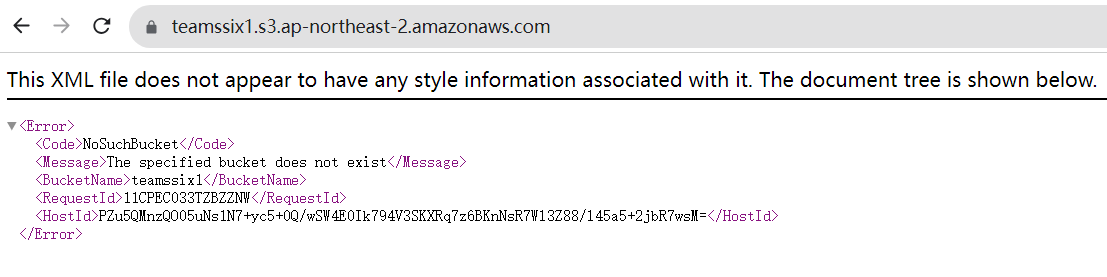 teamssix1.s3.ap-northeast-2.amazonaws.com
This XML file does not appear to have any style information associated with it. The document tree is shown below.
<Error>
<Code>NoSuchBucket</Code>
<Message>The specified bucket does not exist</Message>
<BucketName>teamssix1</BucketName>
<RequestId>11CPEC033TZBZZNW</RequestId>
<HostId>PZu5QMnzQO05uNs1N7+yc5+0Q/wSW4E0Ik794V3SKXRq7z6BKnNsR7W13Z88/145a5+2jbR7wsM=</HostId>
</Error>